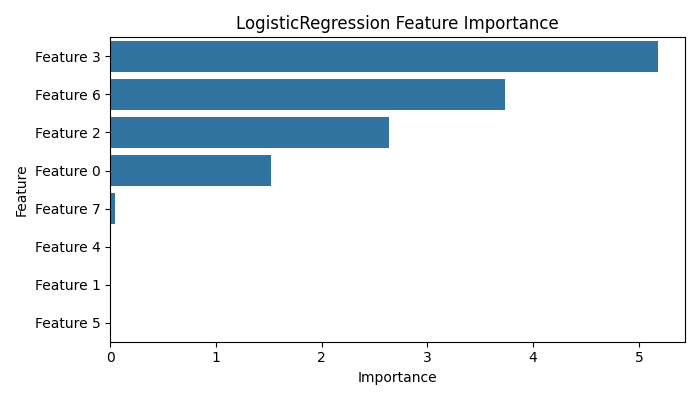 LogisticRegression Feature Importance
Feature 3
Feature 6
Feature 2
Feature 0
Feature 7
Feature 4
Feature 1
Feature 5
Feature
0 1 2 3 4 5
Importance